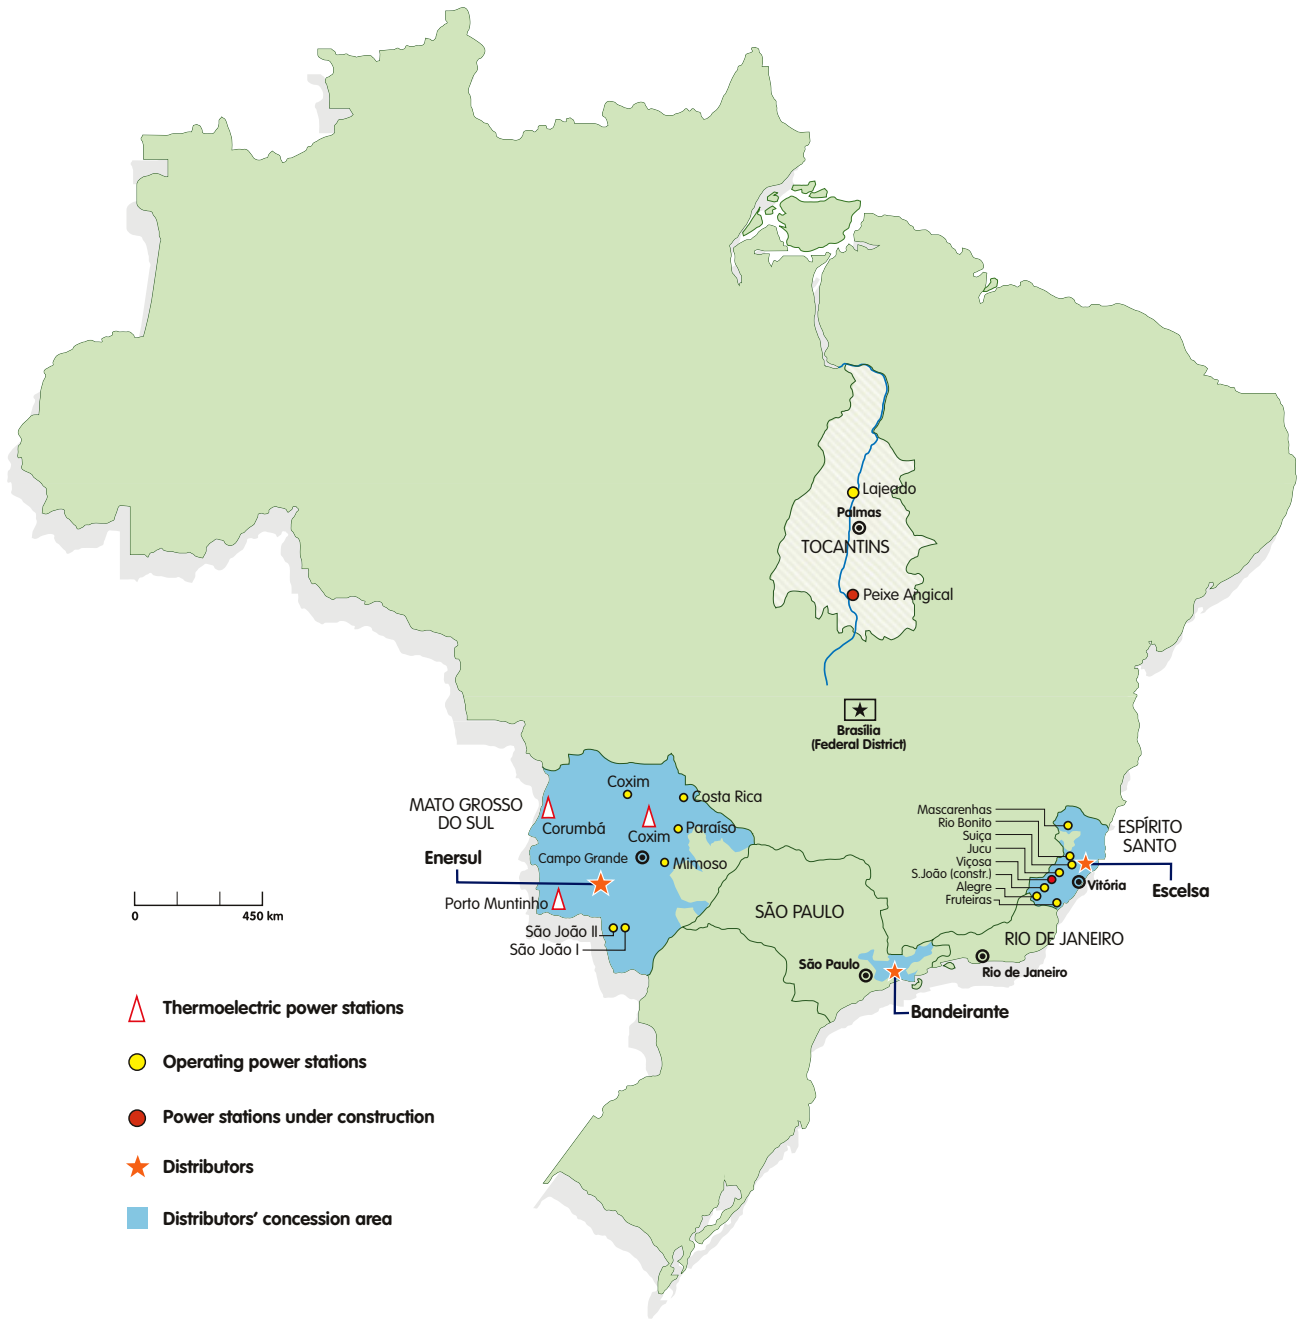 Lajeado
Palmas
TOCANTINS
Peixe Angical
Brasília
(Federal District)
Coxim
Costa Rica
MATO GROSSO
DO SUL
Corumbá
Coxim
Paraíso
Enersul
Campo Grande
Mimoso
Porto Muntinho
São João II
São João I
Mascarenhas
Rio Bonito
Suiça
Jucu
Viçosa
S.João (constr.)
Alegre
Fruteiras
ESPÍRITO
SANTO
Vitória
Escelsa
SÃO PAULO
RIO DE JANEIRO
São Paulo
Rio de Janeiro
Bandeirante
0 450 km
Thermoelectric power stations
Operating power stations
Power stations under construction
Distributors
Distributors' concession area